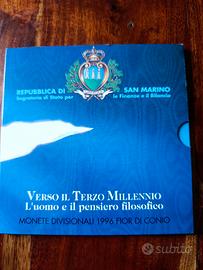 REPUBBLICA DI SAN MARINO
Segreteria di Stato per le Finanze e il Bilancio
VERSO IL TERZO MILLENNIO
L'uomo e il pensiero filosofico
MONETE DIVISIONALI 1996 FIOR DI CONIO
subito